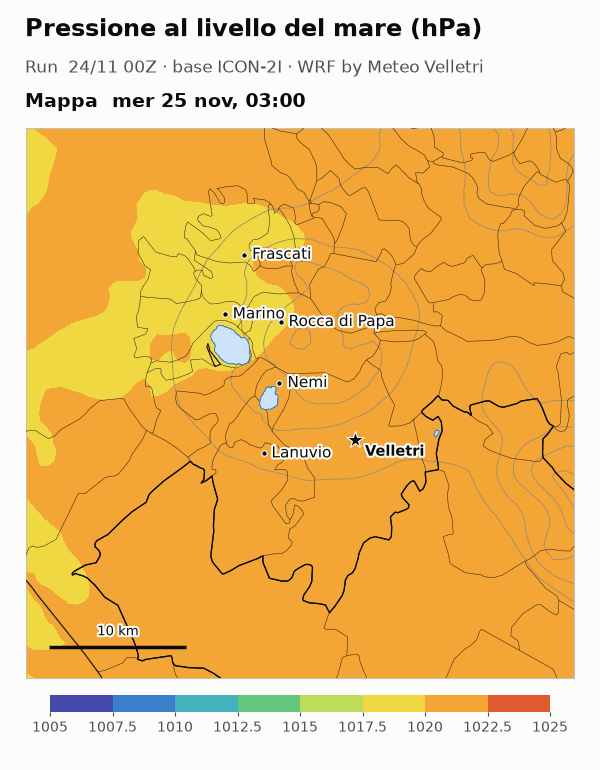 Pressione al livello del mare (hPa)
Run 24/11 00Z · base ICON-2I · WRF by Meteo Velletri
Mappa mer 25 nov, 03:00
Frascati
Marino
Rocca di Papa
Nemi
Velletri
Lanuvio
10 km
1005 1007.5 1010 1012.5 1015 1017.5 1020 1022.5 1025